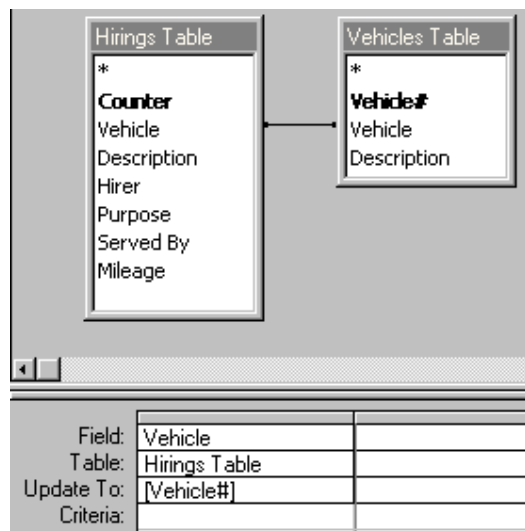 Hirings Table
*
Counter
Vehicle
Description
Hirer
Purpose
Served By
Mileage
Vehicles Table
*
Vehicle#
Vehicle
Description
Field: Vehicle
Table: Hirings Table
Update To: [Vehicle#]
Criteria: